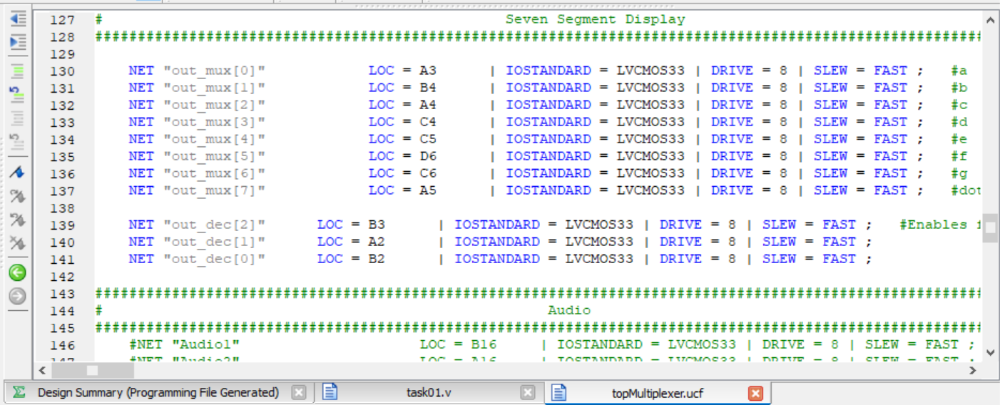 127 # Seven Segment Display
128 ########################################################################################################
129
130 NET "out_mux[0]" LOC = A3 | IOSTANDARD = LVCMOS33 | DRIVE = 8 | SLEW = FAST ; #a
131 NET "out_mux[1]" LOC = B4 | IOSTANDARD = LVCMOS33 | DRIVE = 8 | SLEW = FAST ; #b
132 NET "out_mux[2]" LOC = A4 | IOSTANDARD = LVCMOS33 | DRIVE = 8 | SLEW = FAST ; #c
133 NET "out_mux[3]" LOC = C4 | IOSTANDARD = LVCMOS33 | DRIVE = 8 | SLEW = FAST ; #d
134 NET "out_mux[4]" LOC = C5 | IOSTANDARD = LVCMOS33 | DRIVE = 8 | SLEW = FAST ; #e
135 NET "out_mux[5]" LOC = D6 | IOSTANDARD = LVCMOS33 | DRIVE = 8 | SLEW = FAST ; #f
136 NET "out_mux[6]" LOC = C6 | IOSTANDARD = LVCMOS33 | DRIVE = 8 | SLEW = FAST ; #g
137 NET "out_mux[7]" LOC = A5 | IOSTANDARD = LVCMOS33 | DRIVE = 8 | SLEW = FAST ; #dot
138
139 NET "out_dec[2]" LOC = B3 | IOSTANDARD = LVCMOS33 | DRIVE = 8 | SLEW = FAST ; #Enables
140 NET "out_dec[1]" LOC = A2 | IOSTANDARD = LVCMOS33 | DRIVE = 8 | SLEW = FAST ;
141 NET "out_dec[0]" LOC = B2 | IOSTANDARD = LVCMOS33 | DRIVE = 8 | SLEW = FAST ;
142
143 ########################################################################################################
144 # Audio
145 ########################################################################################################
146 #NET "Audio1" LOC = B16 | IOSTANDARD = LVCMOS33 | DRIVE = 8 | SLEW = FAST ;
147 #NET "Audio2" LOC = A16 | IOSTANDARD = LVCMOS33 | DRIVE = 8 | SLEW = FAST ;
Design Summary (Programming File Generated) task01.v topMultiplexer.ucf